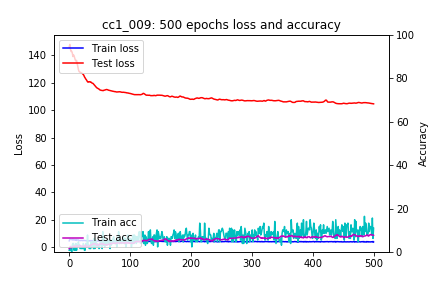 cc1_009: 500 epochs loss and accuracy
Train loss
Test loss
Train acc
Test acc
Loss
Accuracy
140
120
100
80
60
40
20
0
100
80
60
40
20
0
0
100
200
300
400
500